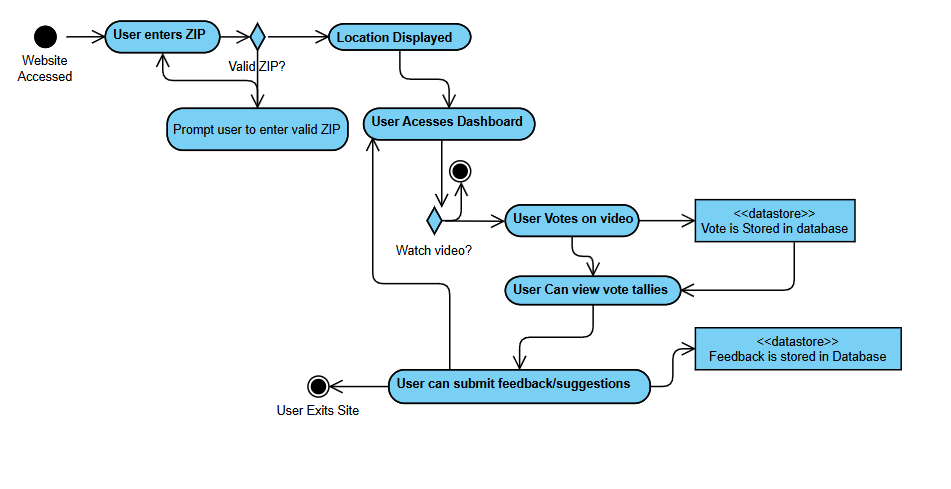 User enters ZIP
Location Displayed
Website
Accessed
Valid ZIP?
Prompt user to enter valid ZIP
User Acesses Dashboard
User Votes on video
<<datastore>>
Vote is Stored in database
Watch video?
User Can view vote tallies
<<datastore>>
Feedback is stored in Database
User can submit feedback/suggestions
User Exits Site